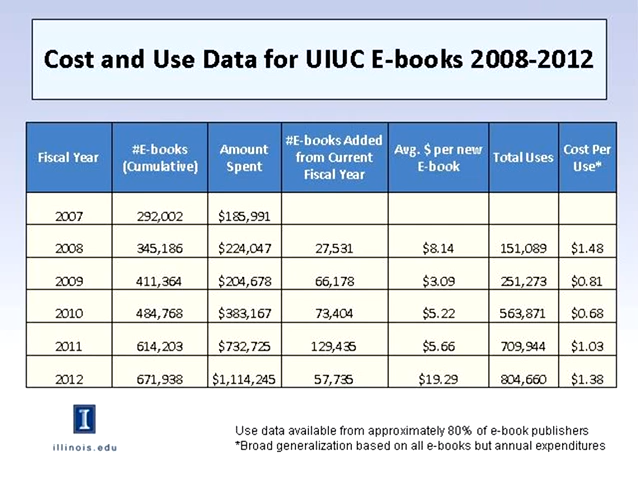 Cost and Use Data for UIUC E-books 2008-2012
Fiscal Year #E-books (Cumulative) Amount Spent #E-books Added from Current Fiscal Year Avg. $ per new E-book Total Uses Cost Per Use*
2007 292,002 $185,991
2008 345,186 $224,047 27,531 $8.14 151,089 $1.48
2009 411,364 $204,678 66,178 $3.09 251,273 $0.81
2010 484,768 $383,167 73,404 $5.22 563,871 $0.68
2011 614,203 $732,725 129,435 $5.66 709,944 $1.03
2012 671,938 $1,114,245 57,735 $19.29 804,660 $1.38
I
illinois.edu
Use data available from approximately 80% of e-book publishers
*Broad generalization based on all e-books but annual expenditures